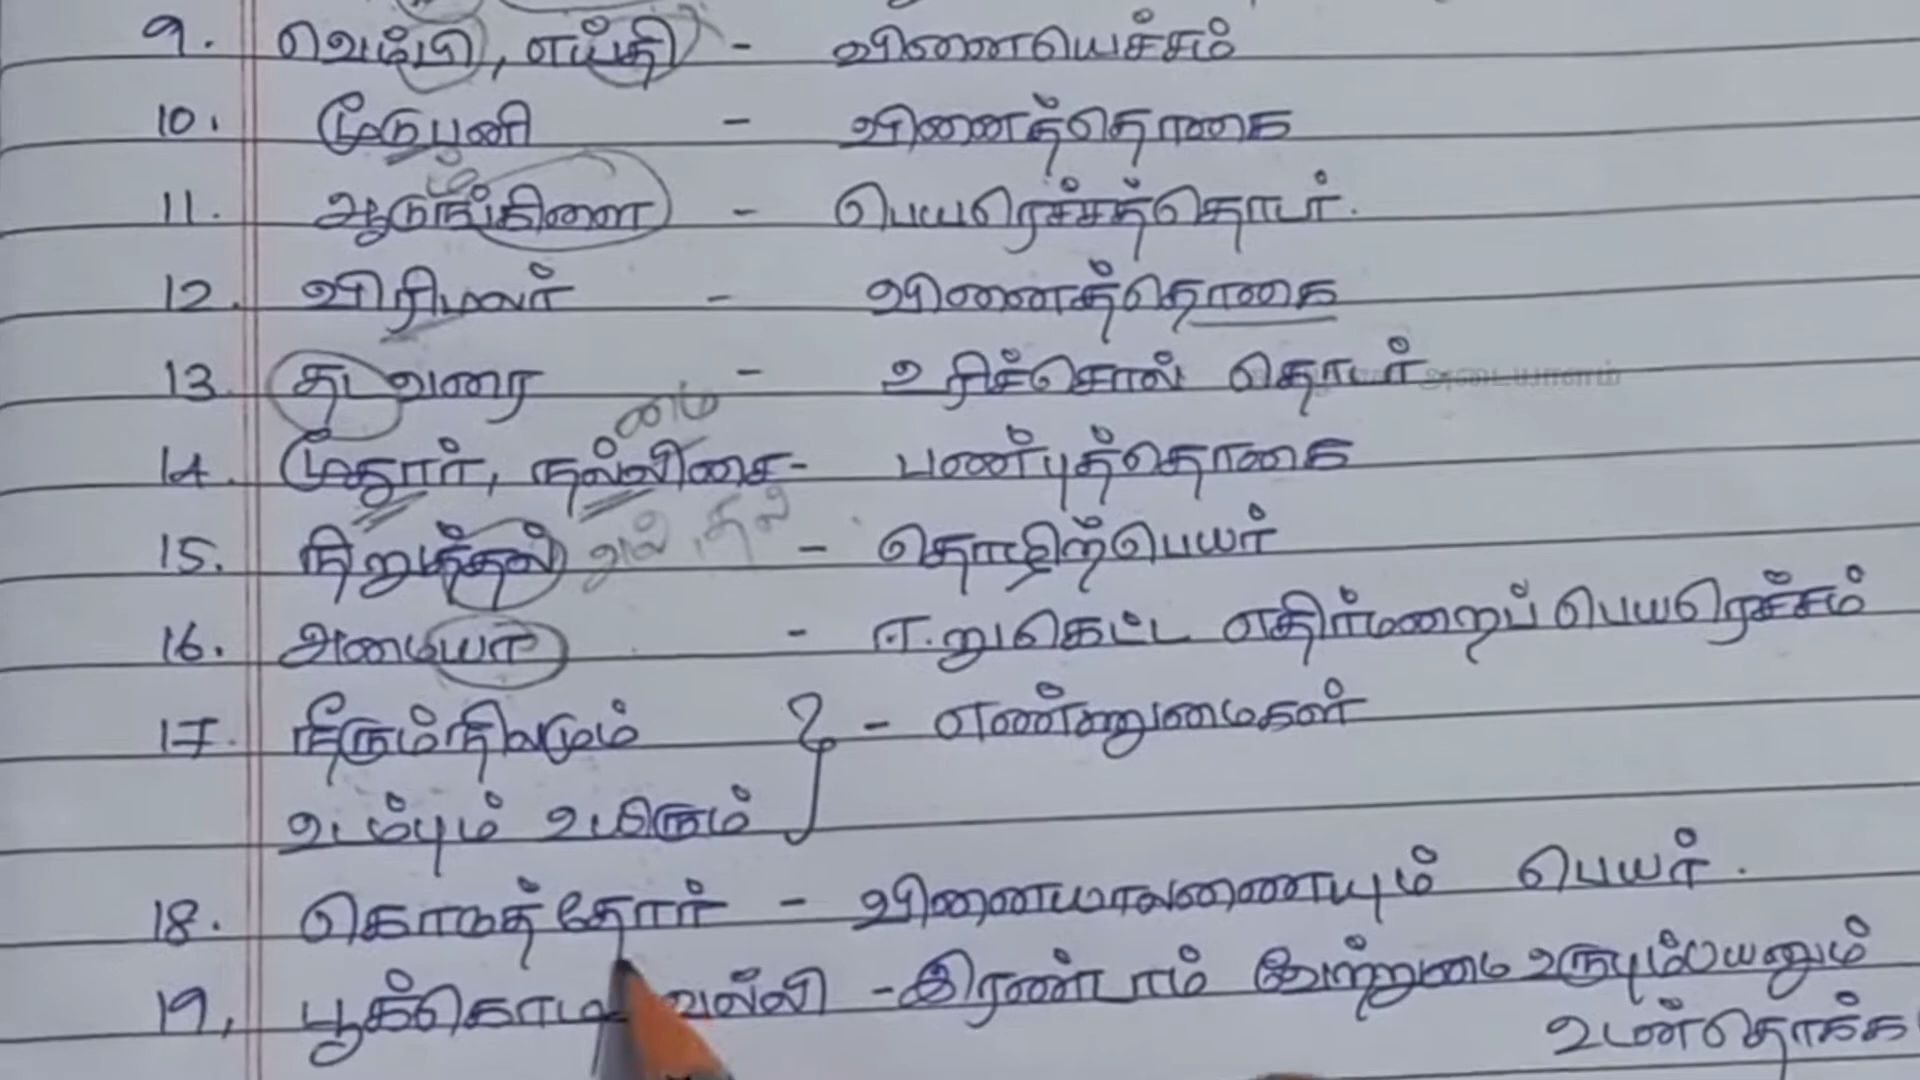 9. வெம்பி, எய்தி - வினையெச்சம்
10. மூடுபனி - வினைத்தொகை
11. ஆடுங்கிளை - பெயரெச்சத்தொடர்.
12. விரிமலர் - வினைத்தொகை
13. தடவரை - உரிச்சொல் தொடர்
மை
14. மூதூர், நல்லிசை - பண்புத்தொகை
15. நிறுத்தல் அல், தல் - தொழிற்பெயர்
16. அமையா - ஈறுகெட்ட எதிர்மறைப் பெயரெச்சம்
17. நீரும் நிலமும் } - எண்ணும்மைகள்
உடம்பும் உயிரும்
18. கொடுத்தோர் - வினையாலணையும் பெயர்.
19, பூக்கொடி வல்லி - இரண்டாம் வேற்றுமை உருபும்பயனும்
உடன்தொக்க